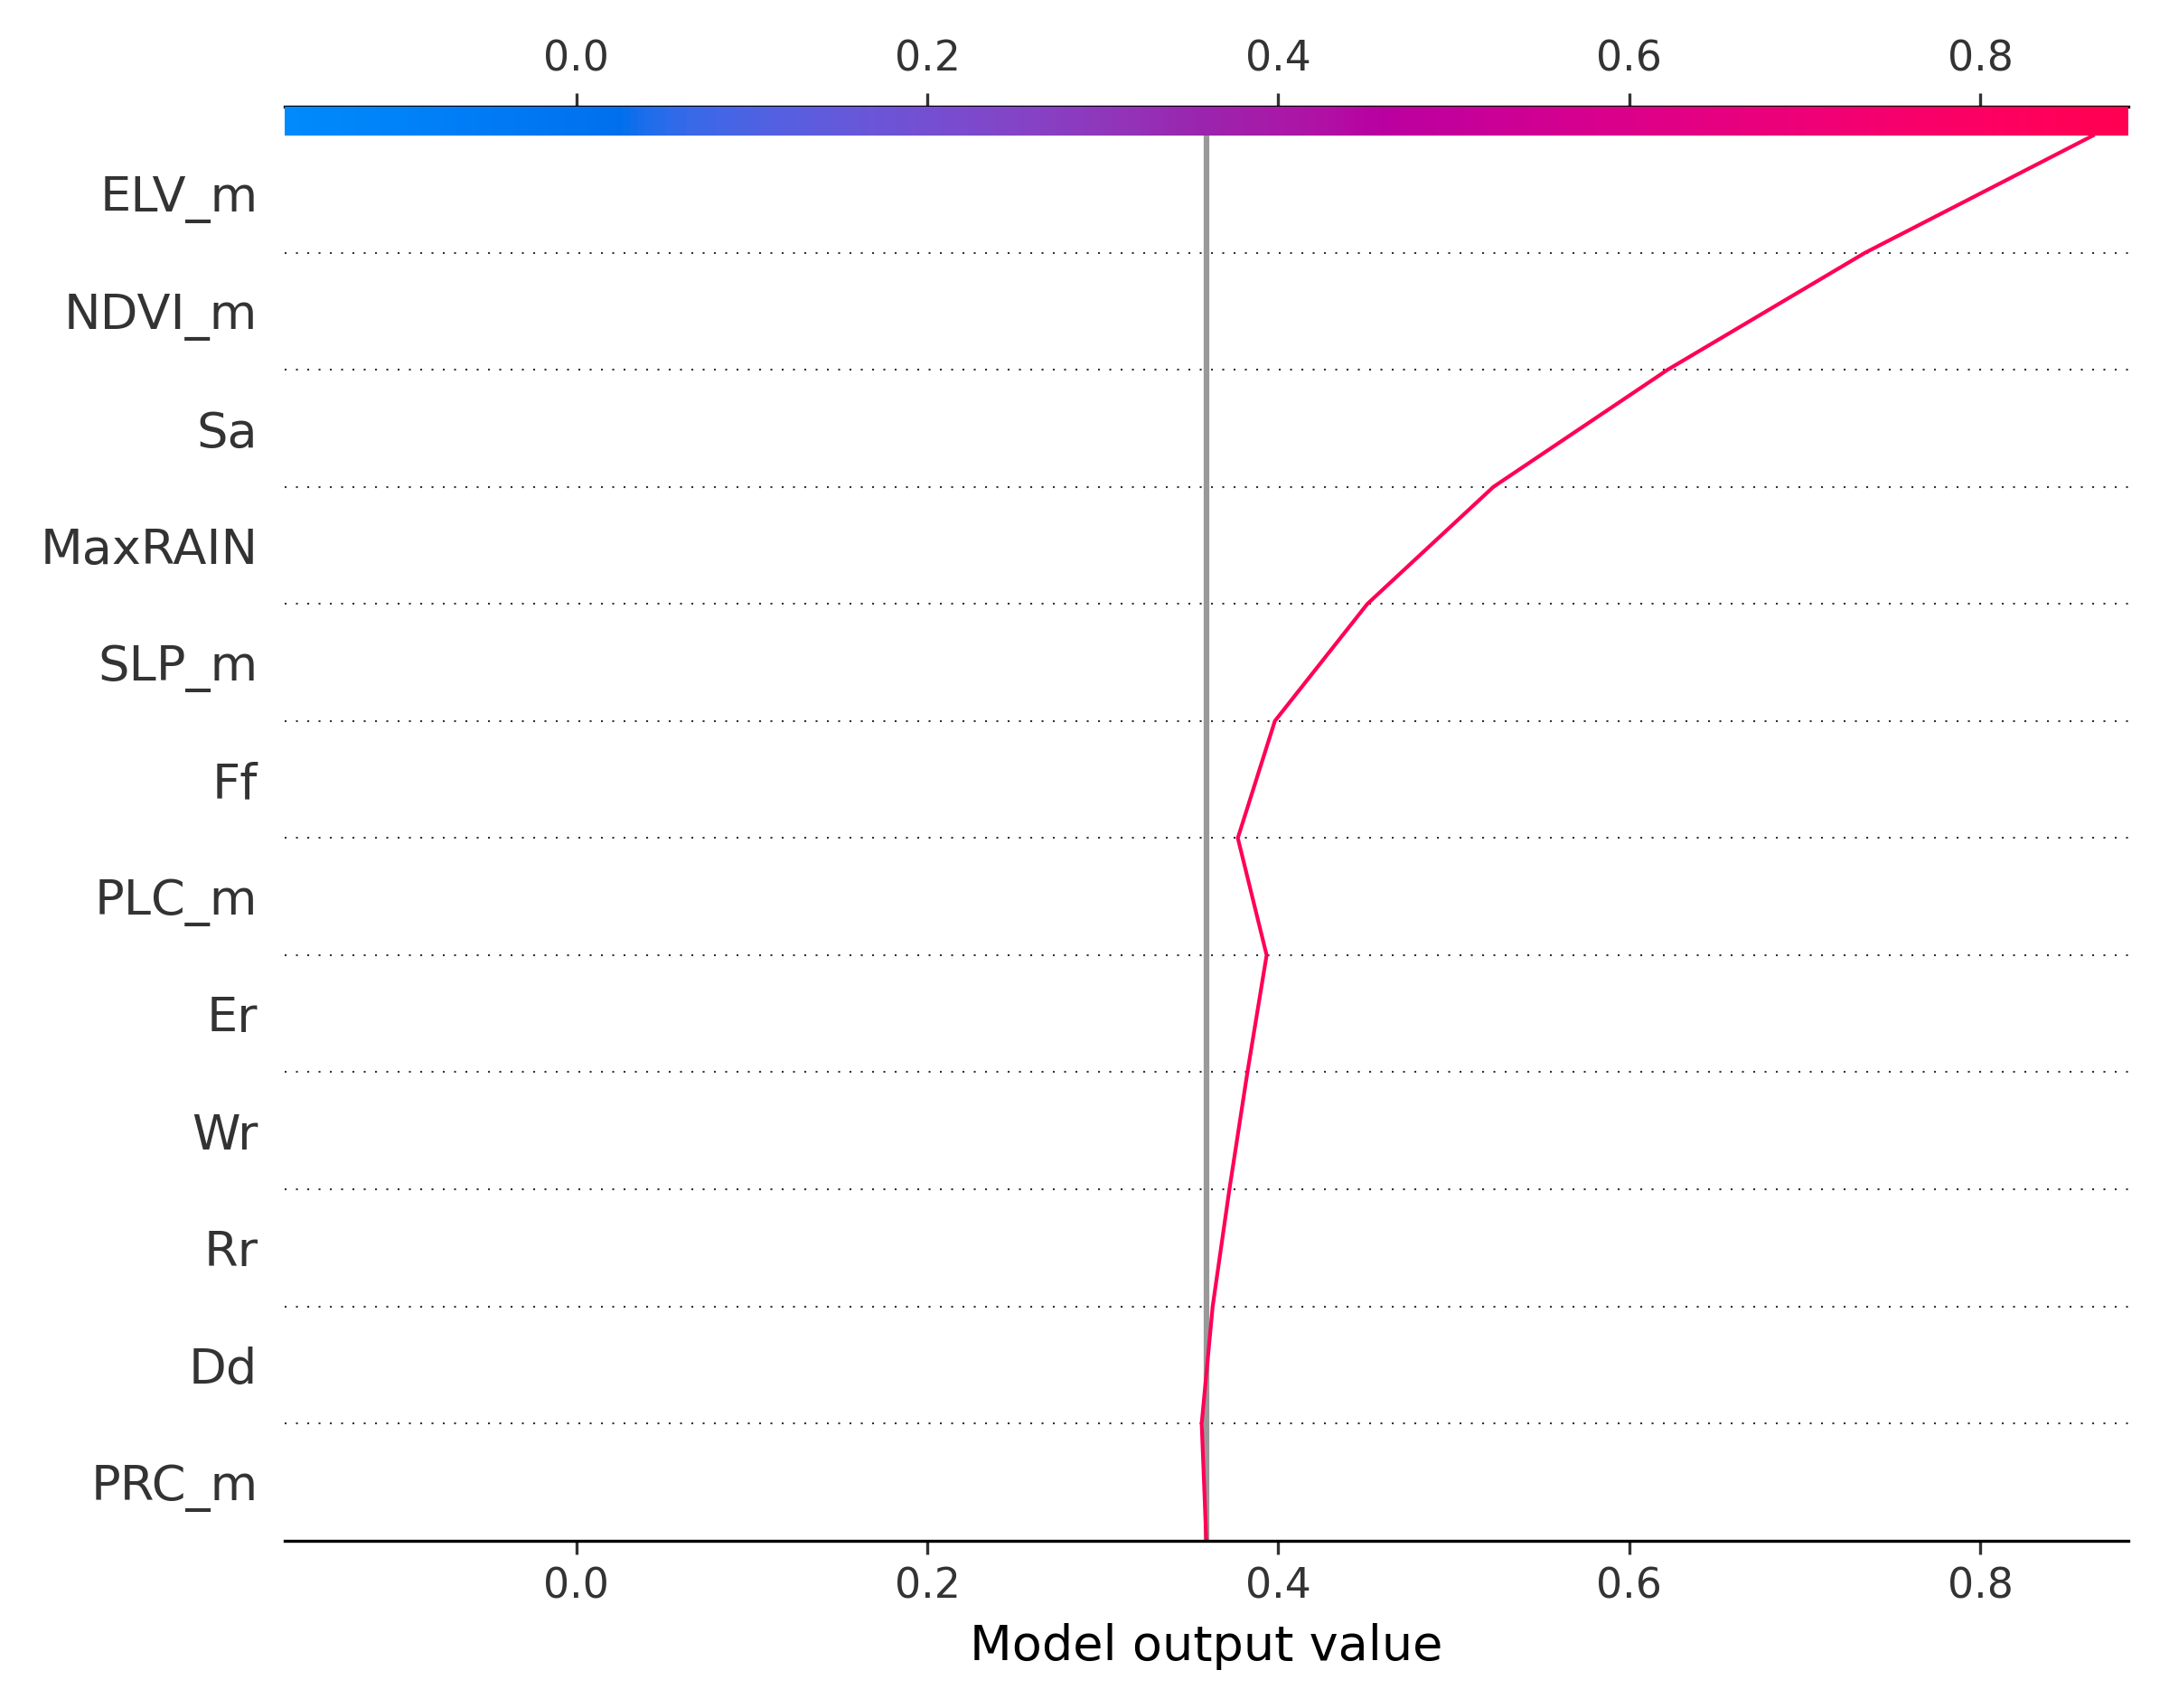 0.0 0.2 0.4 0.6 0.8
ELV_m
NDVI_m
Sa
MaxRAIN
SLP_m
Ff
PLC_m
Er
Wr
Rr
Dd
PRC_m
0.0 0.2 0.4 0.6 0.8
Model output value